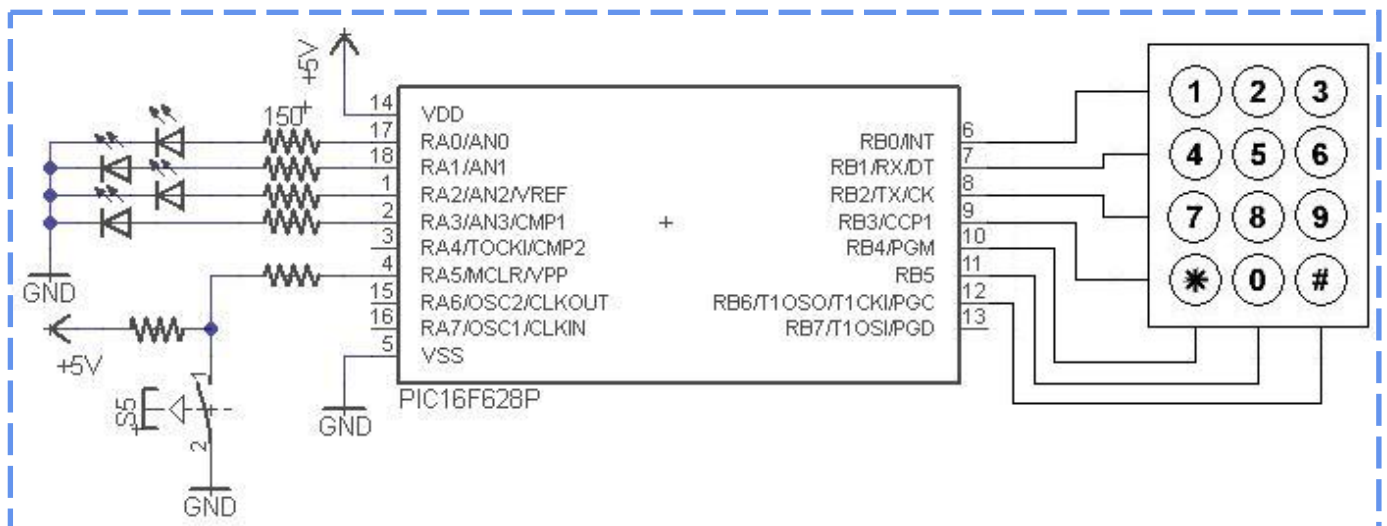 +5V
150
14
VDD
17
RA0/AN0
18
RA1/AN1
1
RA2/AN2/VREF
2
RA3/AN3/CMP1
3
RA4/TOCKI/CMP2
4
RA5/MCLR/VPP
15
RA6/OSC2/CLKOUT
16
RA7/OSC1/CLKIN
5
VSS
RB0/INT
6
RB1/RX/DT
7
RB2/TX/CK
8
RB3/CCP1
9
RB4/PGM
10
RB5
11
RB6/T1OSO/T1CKI/PGC
12
RB7/T1OSI/PGD
13
PIC16F628P
GND
+5V
S5
1
2
GND
GND
1 2 3
4 5 6
7 8 9
* 0 #